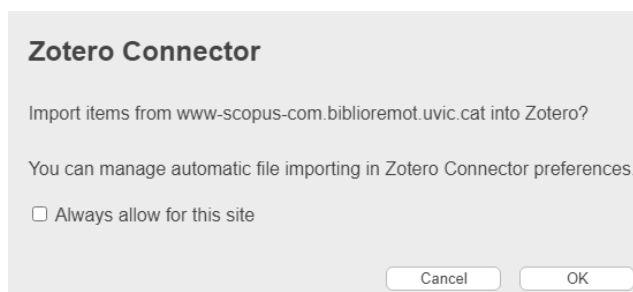 Zotero Connector
Import items from www-scopus-com.biblioremot.uvic.cat into Zotero?
You can manage automatic file importing in Zotero Connector preferences.
Always allow for this site
Cancel OK